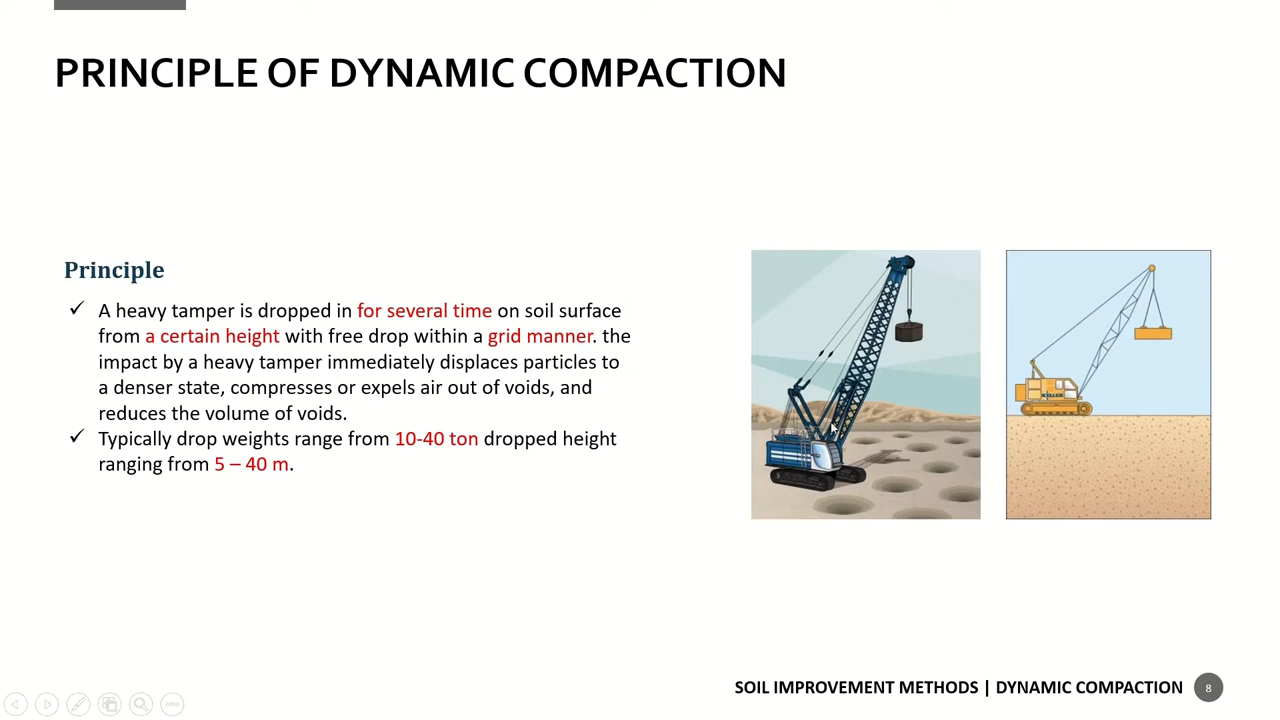 PRINCIPLE OF DYNAMIC COMPACTION
Principle
✓ A heavy tamper is dropped in for several time on soil surface
from a certain height with free drop within a grid manner. the
impact by a heavy tamper immediately displaces particles to
a denser state, compresses or expels air out of voids, and
reduces the volume of voids.
✓ Typically drop weights range from 10-40 ton dropped height
ranging from 5 – 40 m.
KELLER
SOIL IMPROVEMENT METHODS | DYNAMIC COMPACTION 8